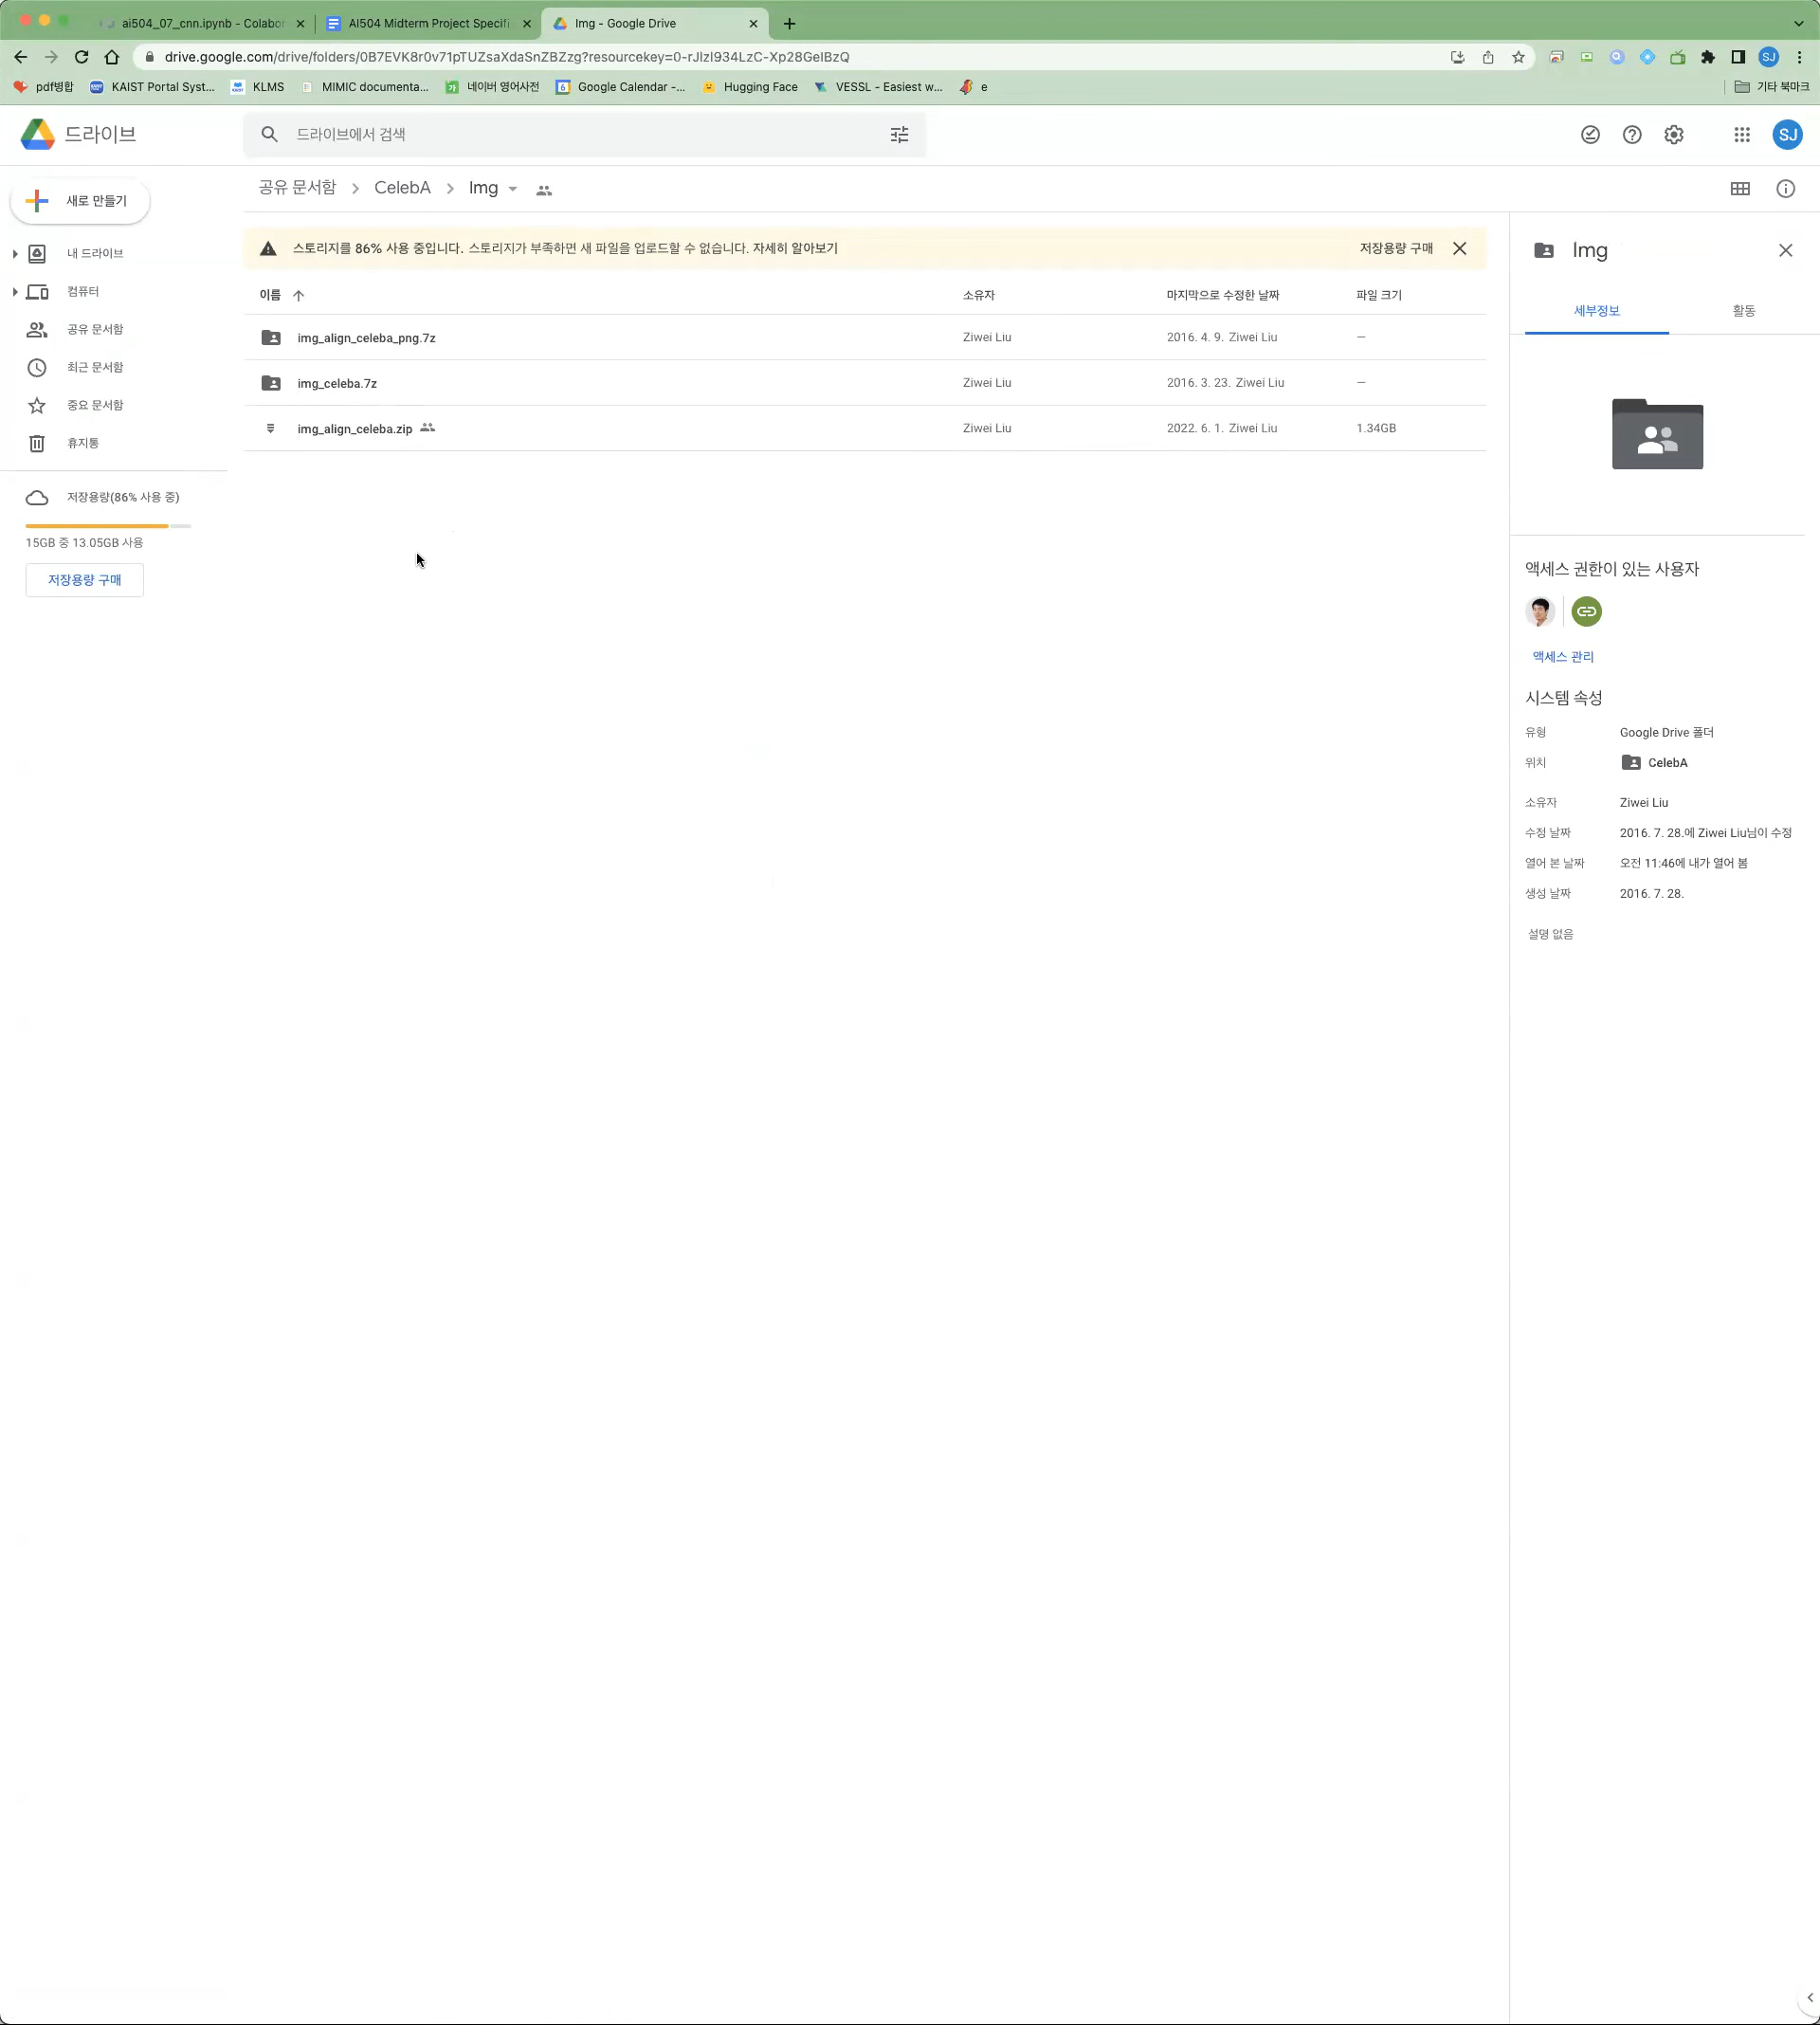 ai504_07_cnn.ipynb - Colabor
AI504 Midterm Project Specifi
Img - Google Drive
drive.google.com/drive/folders/0B7EVK8r0v71pTUZsaXdaSnZBZzg?resourcekey=0-rJlzl934LzC-Xp28GeIBzQ
SJ
pdf병합
KAIST Portal Syst...
KLMS
MIMIC documenta...
네이버 영어사전
Google Calendar -...
Hugging Face
VESSL - Easiest w...
e
기타 북마크
드라이브
드라이브에서 검색
SJ
새로 만들기
공유 문서함 > CelebA > Img
내 드라이브
컴퓨터
공유 문서함
최근 문서함
중요 문서함
휴지통
저장용량(86% 사용 중)
15GB 중 13.05GB 사용
저장용량 구매
스토리지를 86% 사용 중입니다. 스토리지가 부족하면 새 파일을 업로드할 수 없습니다. 자세히 알아보기 저장용량 구매
이름 소유자 마지막으로 수정한 날짜 파일 크기
img_align_celeba_png.7z Ziwei Liu 2016. 4. 9. Ziwei Liu —
img_celeba.7z Ziwei Liu 2016. 3. 23. Ziwei Liu —
img_align_celeba.zip Ziwei Liu 2022. 6. 1. Ziwei Liu 1.34GB
Img
세부정보 활동
액세스 권한이 있는 사용자
액세스 관리
시스템 속성
유형 Google Drive 폴더
위치 CelebA
소유자 Ziwei Liu
수정 날짜 2016. 7. 28.에 Ziwei Liu님이 수정
열어 본 날짜 오전 11:46에 내가 열어 봄
생성 날짜 2016. 7. 28.
설명 없음